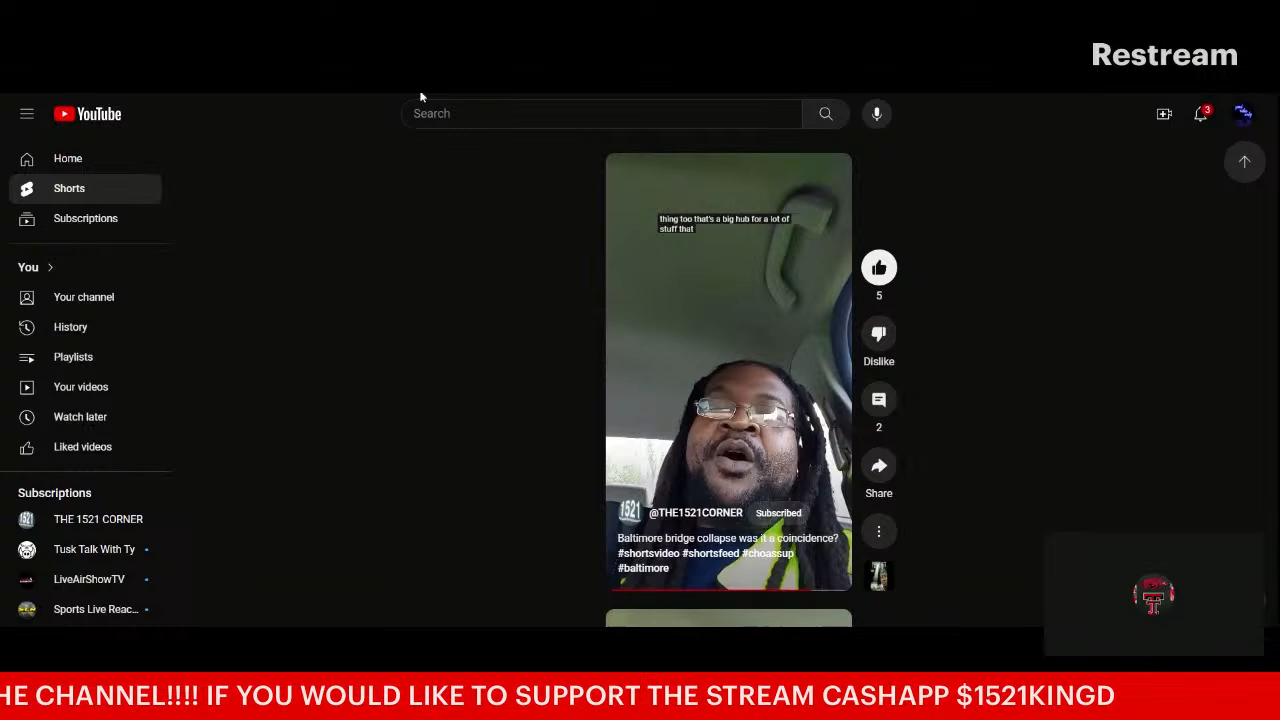 Restream
YouTube
Search
3
Home
Shorts
Subscriptions
You
Your channel
History
Playlists
Your videos
Watch later
Liked videos
Subscriptions
THE 1521 CORNER
Tusk Talk With Ty
LiveAirShowTV
Sports Live Reac...
thing too that's a big hub for a lot of
stuff that
1521
@THE1521CORNER Subscribed
Baltimore bridge collapse was it a coincidence?
#shortsvideo #shortsfeed #choassup
#baltimore
5
Dislike
2
Share
HE CHANNEL!!!! IF YOU WOULD LIKE TO SUPPORT THE STREAM CASHAPP $1521KINGD